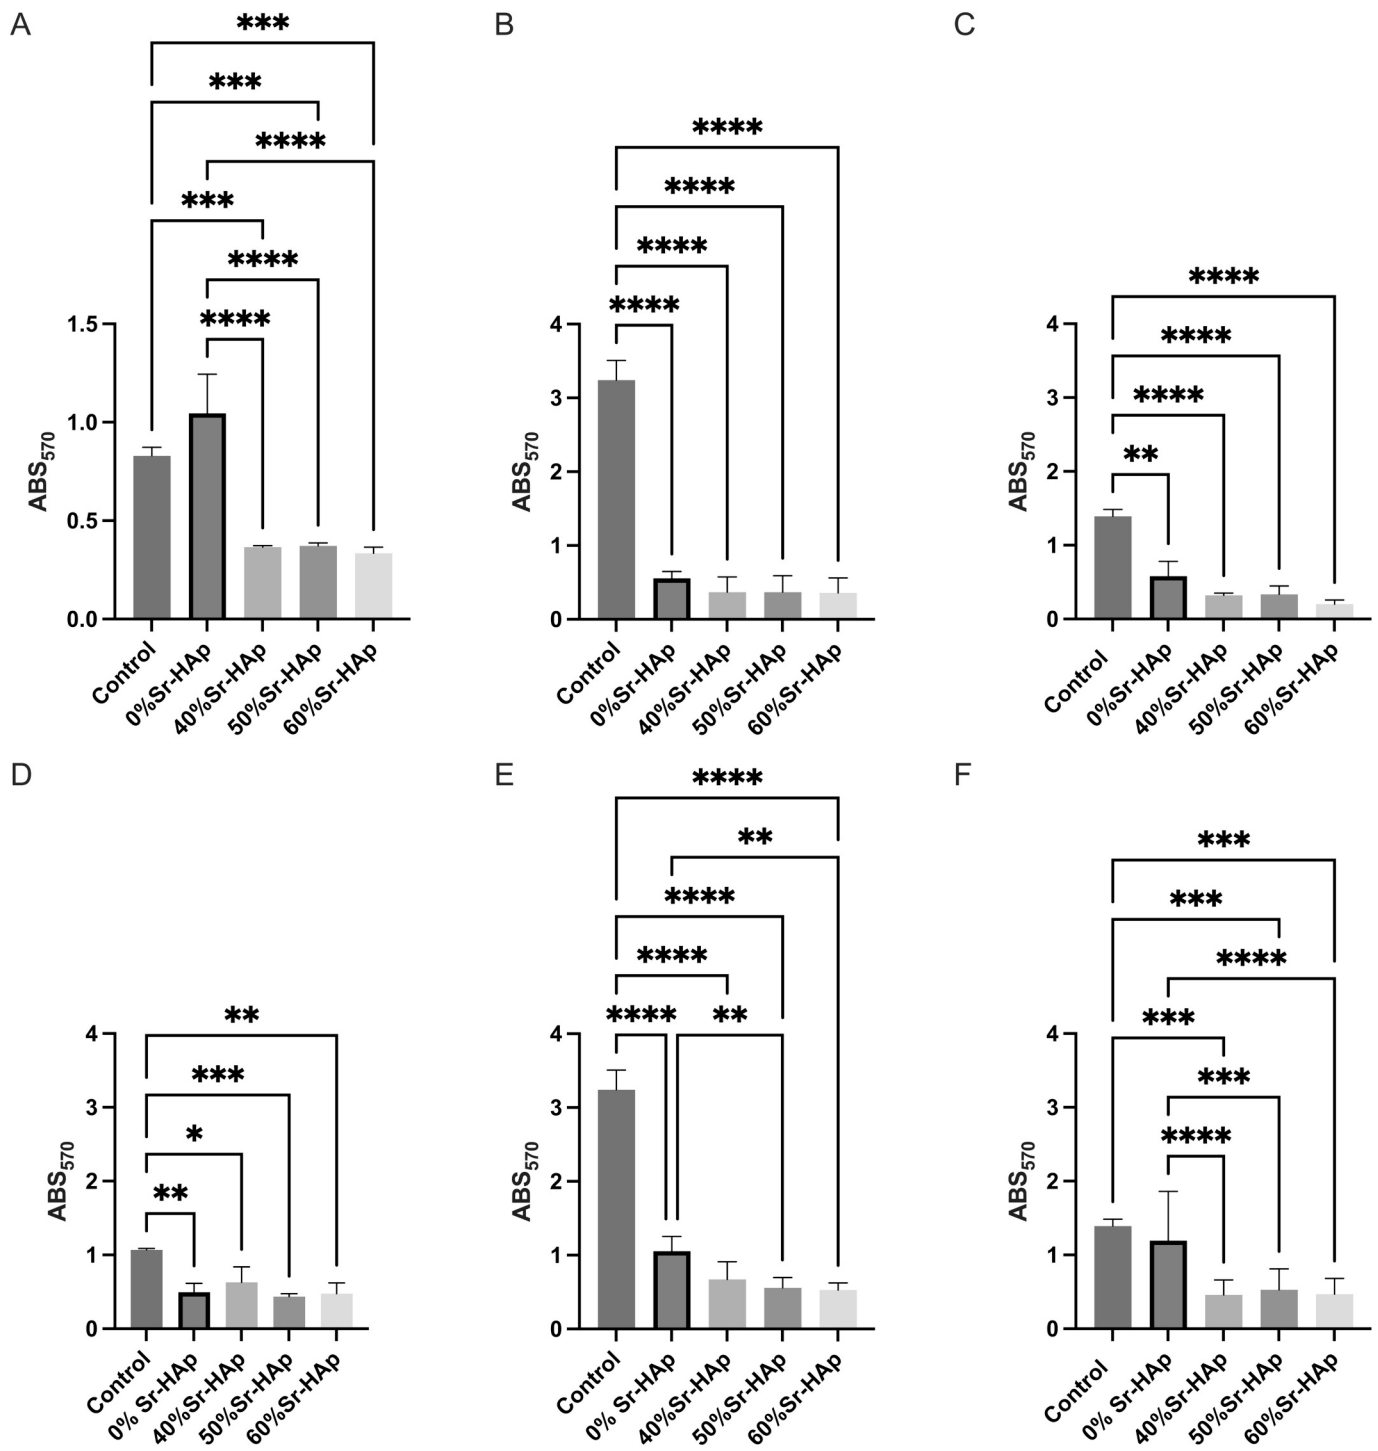 A
***
***
****
***
****
****
1.5
1.0
0.5
0.0
ABS570
Control
0%Sr-HAp
40%Sr-HAp
50%Sr-HAp
60%Sr-HAp
B
****
****
****
****
4
3
2
1
0
ABS570
Control
0%Sr-HAp
40%Sr-HAp
50%Sr-HAp
60%Sr-HAp
C
****
****
****
**
4
3
2
1
0
ABS570
Control
0%Sr-HAp
40%Sr-HAp
50%Sr-HAp
60%Sr-HAp
D
**
***
*
**
4
3
2
1
0
ABS570
Control
0% Sr-HAp
40%Sr-HAp
50%Sr-HAp
60%Sr-HAp
E
****
**
****
****
**** **
4
3
2
1
0
ABS570
Control
0% Sr-HAp
40%Sr-HAp
50%Sr-HAp
60%Sr-HAp
F
***
***
****
***
***
****
4
3
2
1
0
ABS570
Control
0% Sr-HAp
40%Sr-HAp
50%Sr-HAp
60%Sr-HAp